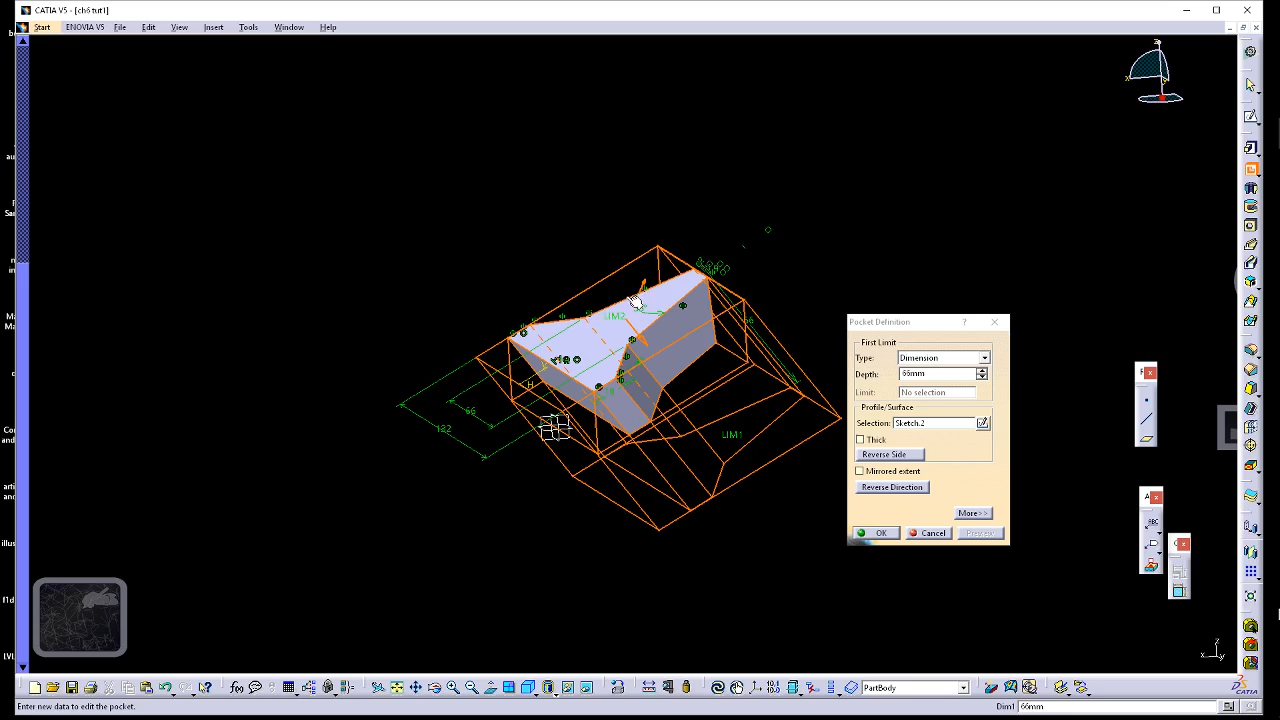 CATIA V5 - [ch6 tut1]
Start ENOVIA V5 File Edit View Insert Tools Window Help
LIM2
H
66
122
LIM1
Pocket Definition
First Limit
Type: Dimension
Depth: 66mm
Limit: No selection
Profile/Surface
Selection: Sketch.2
Thick
Reverse Side
Mirrored extent
Reverse Direction
More>>
OK Cancel Preview
ABC
PartBody
CATIA
Enter new data to edit the pocket.
Dim1 66mm